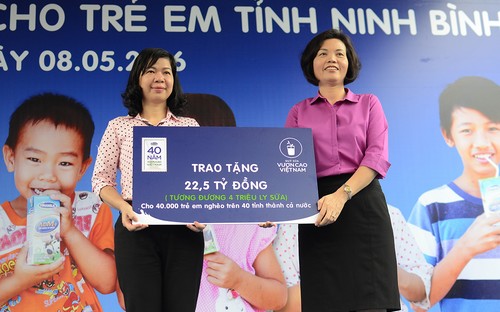 CHO TRẺ EM TỈNH NINH BÌNH
ÀY 08.05.2 6
40 NĂM
VƯƠN CAO
VIỆT NAM
TRAO TẶNG
22,5 TỶ ĐỒNG
( TƯƠNG ĐƯƠNG 4 TRIỆU LY SỮA)
Cho 40.000 trẻ em nghèo trên 40 tỉnh thành cả nước